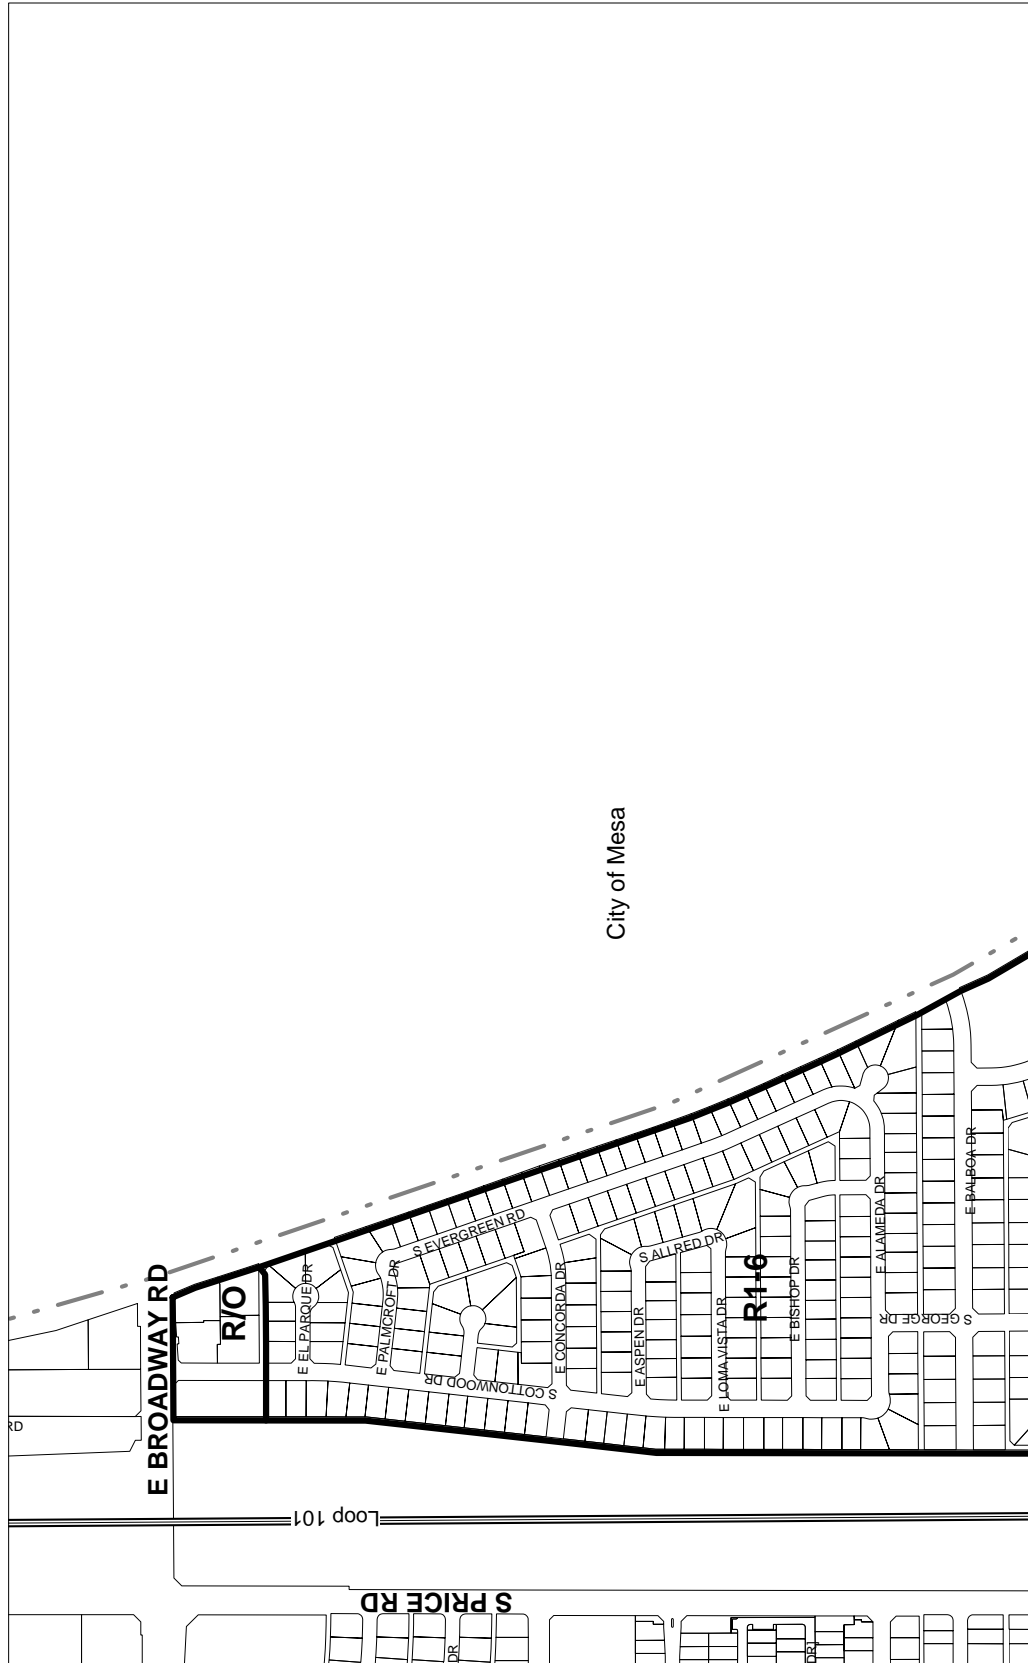 City of Mesa
E BROADWAY RD
R/O
E EL PARQUE DR
E PALMCROFT DR
S EVERGREEN RD
S COTTONWOOD DR
E CONCORDA DR
E ASPEN DR
S ALLRED DR
E LOMA VISTA DR
R1-6
E BISHOP DR
E ALAMEDA DR
S GEORGE DR
E BALBOA DR
RD
Loop 101
S PRICE RD
DR
DR